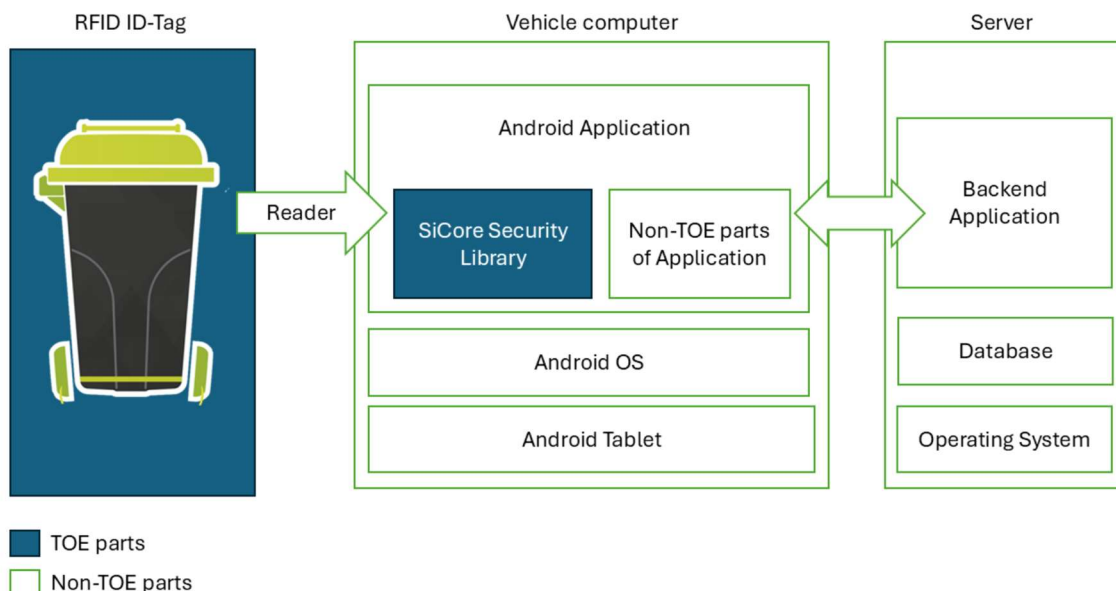 RFID ID-Tag
Vehicle computer
Server
Android Application
Reader
SiCore Security
Library
Non-TOE parts
of Application
Backend
Application
Android OS
Database
Android Tablet
Operating System
TOE parts
Non-TOE parts